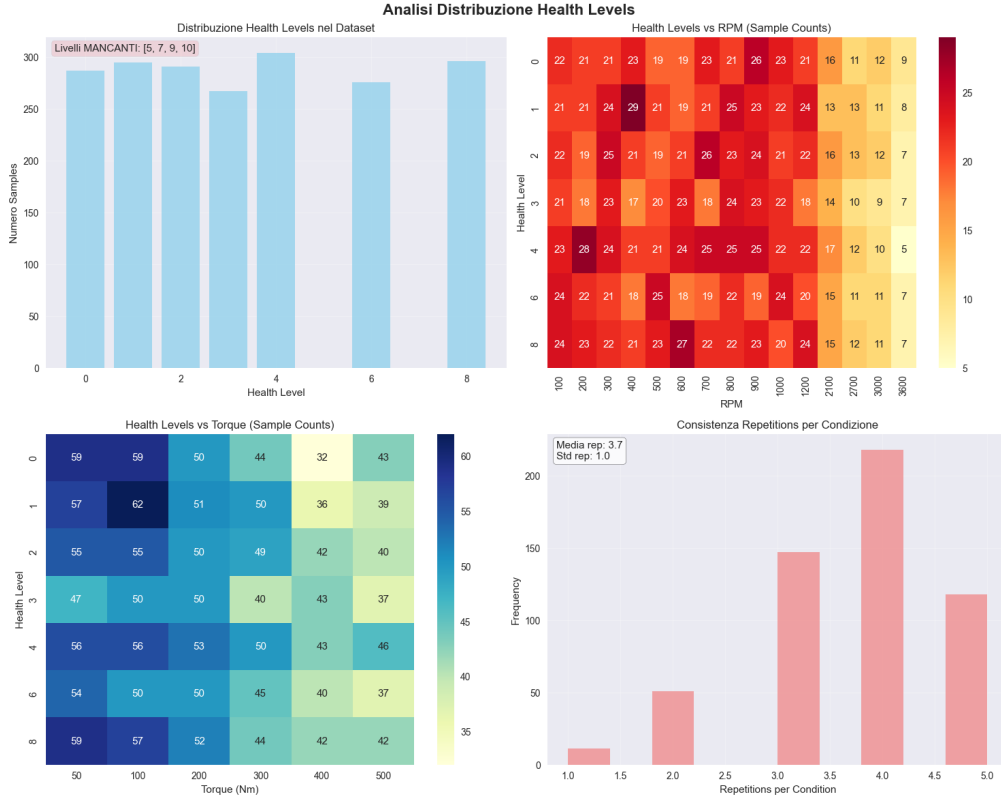 Analisi Distribuzione Health Levels
Distribuzione Health Levels nel Dataset
Livelli MANCANTI: [5, 7, 9, 10]
300
250
200
150
100
50
0
Numero Samples
0 2 4 6 8
Health Level
Health Levels vs RPM (Sample Counts)
0 22 21 21 23 19 19 23 21 26 23 21 16 11 12 9
1 21 21 24 29 21 19 21 25 23 22 24 13 13 11 8
2 22 19 25 21 19 21 26 23 24 21 22 16 13 12 7
3 21 18 23 17 20 23 18 24 23 22 18 14 10 9 7
4 23 28 24 21 21 24 25 25 25 22 22 17 12 10 5
6 24 22 21 18 25 18 19 22 19 24 20 15 11 11 7
8 24 23 22 21 23 27 22 22 23 20 24 15 12 11 7
Health Level
100 200 300 400 500 600 700 800 900 1000 1200 2100 2700 3000 3600
RPM
25
20
15
10
5
Health Levels vs Torque (Sample Counts)
0 59 59 50 44 32 43
1 57 62 51 50 36 39
2 55 55 50 49 42 40
3 47 50 50 40 43 37
4 56 56 53 50 43 46
6 54 50 50 45 40 37
8 59 57 52 44 42 42
Health Level
50 100 200 300 400 500
Torque (Nm)
60
55
50
45
40
35
Consistenza Repetitions per Condizione
Media rep: 3.7
Std rep: 1.0
200
150
100
50
0
Frequency
1.0 1.5 2.0 2.5 3.0 3.5 4.0 4.5 5.0
Repetitions per Condition